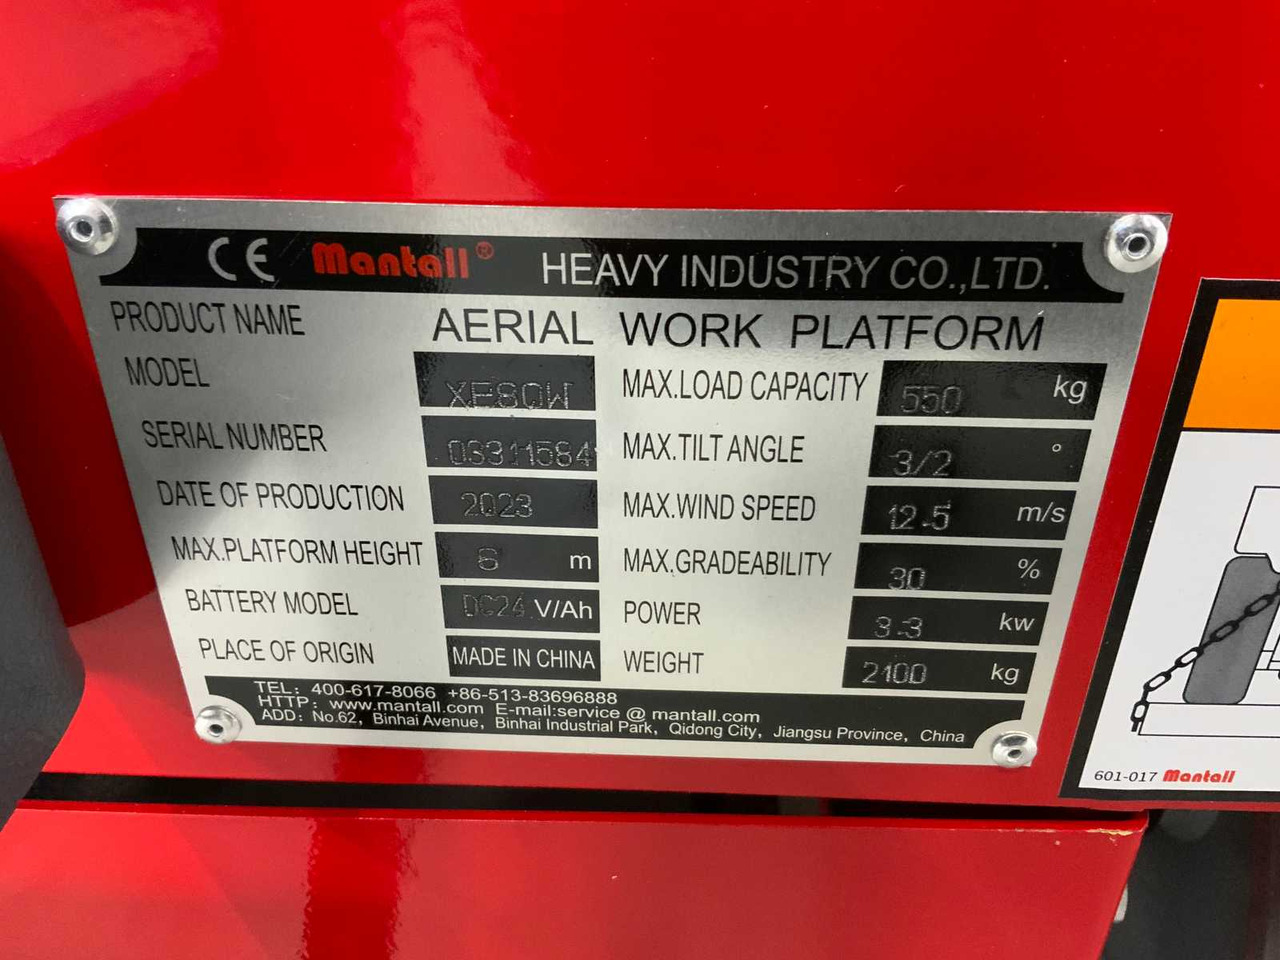 CE Mantall® HEAVY INDUSTRY CO.,LTD.
PRODUCT NAME AERIAL WORK PLATFORM
MODEL XE80W MAX.LOAD CAPACITY 550 kg
SERIAL NUMBER 0S311584 MAX.TILT ANGLE 3/2 °
DATE OF PRODUCTION 2023 MAX.WIND SPEED 12.5 m/s
MAX.PLATFORM HEIGHT 8 m MAX.GRADEABILITY 30 %
BATTERY MODEL DC24 V/Ah POWER 3.3 kw
PLACE OF ORIGIN MADE IN CHINA WEIGHT 2100 kg
TEL: 400-617-8066 +86-513-83696888
HTTP: www.mantall.com E-mail:service @ mantall.com
ADD: No.62, Binhai Avenue, Binhai Industrial Park, Qidong City, Jiangsu Province, China
601-017 Mantall